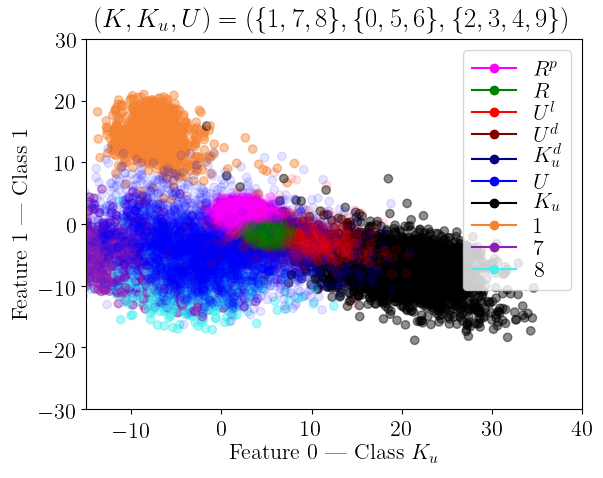 (K, K_u, U) = ({1, 7, 8}, {0, 5, 6}, {2, 3, 4, 9})
30
20
10
0
−10
−20
−30
Feature 1 — Class 1
−10
0
10
20
30
40
Feature 0 — Class K_u
R^p
R
U^l
U^d
K_u^d
U
K_u
1
7
8